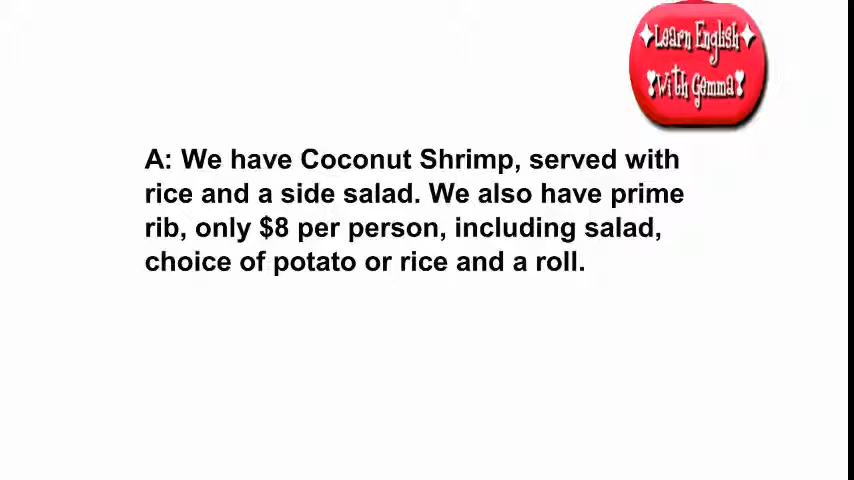 Learn English
With Gemma
A: We have Coconut Shrimp, served with
rice and a side salad. We also have prime
rib, only $8 per person, including salad,
choice of potato or rice and a roll.